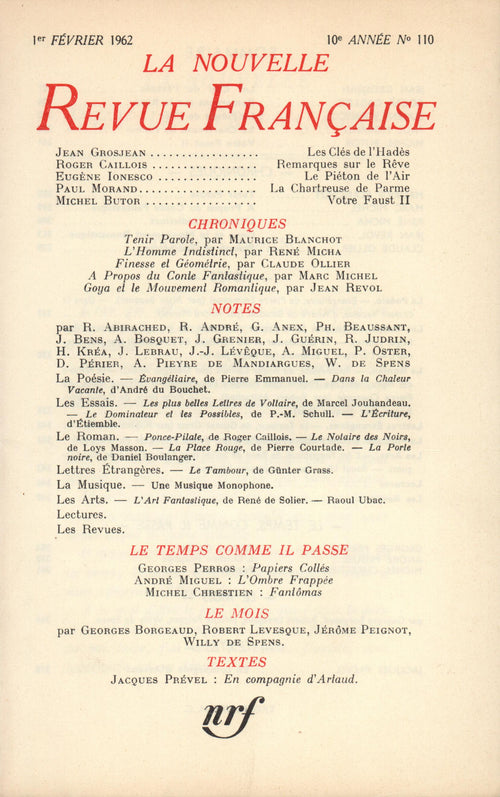 1er FÉVRIER 1962 10e ANNÉE No 110
LA NOUVELLE
REVUE FRANÇAISE
JEAN GROSJEAN .................. Les Clés de l'Hadès
ROGER CAILLOIS ................. Remarques sur le Rêve
EUGÈNE IONESCO ................ Le Piéton de l'Air
PAUL MORAND................... La Chartreuse de Parme
MICHEL BUTOR .................. Votre Faust II
CHRONIQUES
Tenir Parole, par MAURICE BLANCHOT
L'Homme Indistinct, par RENÉ MICHA
Finesse et Géométrie, par CLAUDE OLLIER
A Propos du Conte Fantastique, par MARC MICHEL
Goya et le Mouvement Romantique, par JEAN REVOL
NOTES
par R. ABIRACHED, R. ANDRÉ, G. ANEX, PH. BEAUSSANT,
J. BENS, A. BOSQUET, J. GRENIER, J. GUÉRIN, R. JUDRIN,
H. KRÉA, J. LEBRAU, J.-J. LÉVÊQUE, A. MIGUEL, P. OSTER,
D. PÉRIER, A. PIEYRE DE MANDIARGUES, W. DE SPENS
La Poésie. — Évangéliaire, de Pierre Emmanuel. — Dans la Chaleur
Vacante, d'André du Bouchet.
Les Essais. — Les plus belles Lettres de Voltaire, de Marcel Jouhandeau.
— Le Dominateur et les Possibles, de P.-M. Schull. — L'Écriture,
d'Étiemble.
Le Roman. — Ponce-Pilate, de Roger Caillois. — Le Notaire des Noirs,
de Loys Masson. — La Place Rouge, de Pierre Courtade. — La Porte
noire, de Daniel Boulanger.
Lettres Étrangères. — Le Tambour, de Günter Grass.
La Musique. — Une Musique Monophone.
Les Arts. — L'Art Fantastique, de René de Solier. — Raoul Ubac.
Lectures.
Les Revues.
LE TEMPS COMME IL PASSE
GEORGES PERROS : Papiers Collés
ANDRÉ MIGUEL : L'Ombre Frappée
MICHEL CHRESTIEN : Fantômas
LE MOIS
par GEORGES BORGEAUD, ROBERT LEVESQUE, JÉRÔME PEIGNOT,
WILLY DE SPENS.
TEXTES
JACQUES PRÉVEL : En compagnie d'Artaud.
nrf